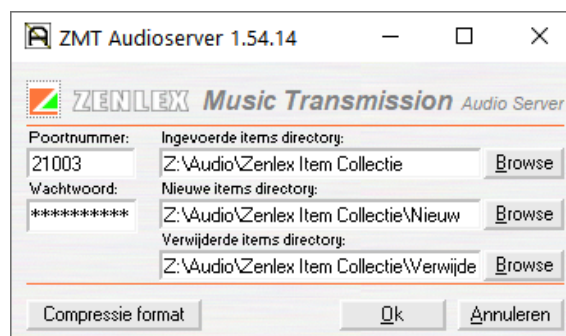 ZMT Audioserver 1.54.14
ZENLEX Music Transmission Audio Server
Poortnummer: Ingevoerde items directory:
21003 Z:\Audio\Zenlex Item Collectie Browse
Wachtwoord: Nieuwe items directory:
********** Z:\Audio\Zenlex Item Collectie\Nieuw Browse
Verwijderde items directory:
Z:\Audio\Zenlex Item Collectie\Verwijde Browse
Compressie format Ok Annuleren